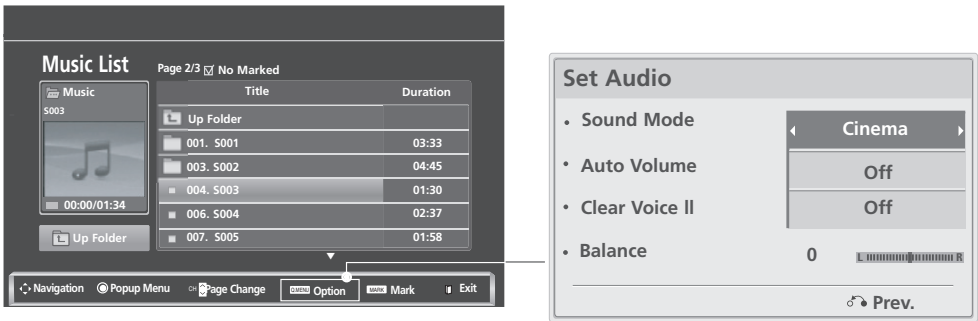 Music List
Page 2/3 ☑ No Marked
Music
S003
00:00/01:34
Up Folder
Title Duration
Up Folder
001. S001 03:33
003. S002 04:45
004. S003 01:30
006. S004 02:37
007. S005 01:58
Navigation
Popup Menu
CH Page Change
Q.MENU Option
MARK Mark
Exit
Set Audio
• Sound Mode Cinema
• Auto Volume Off
• Clear Voice ll Off
• Balance 0 L R
Prev.